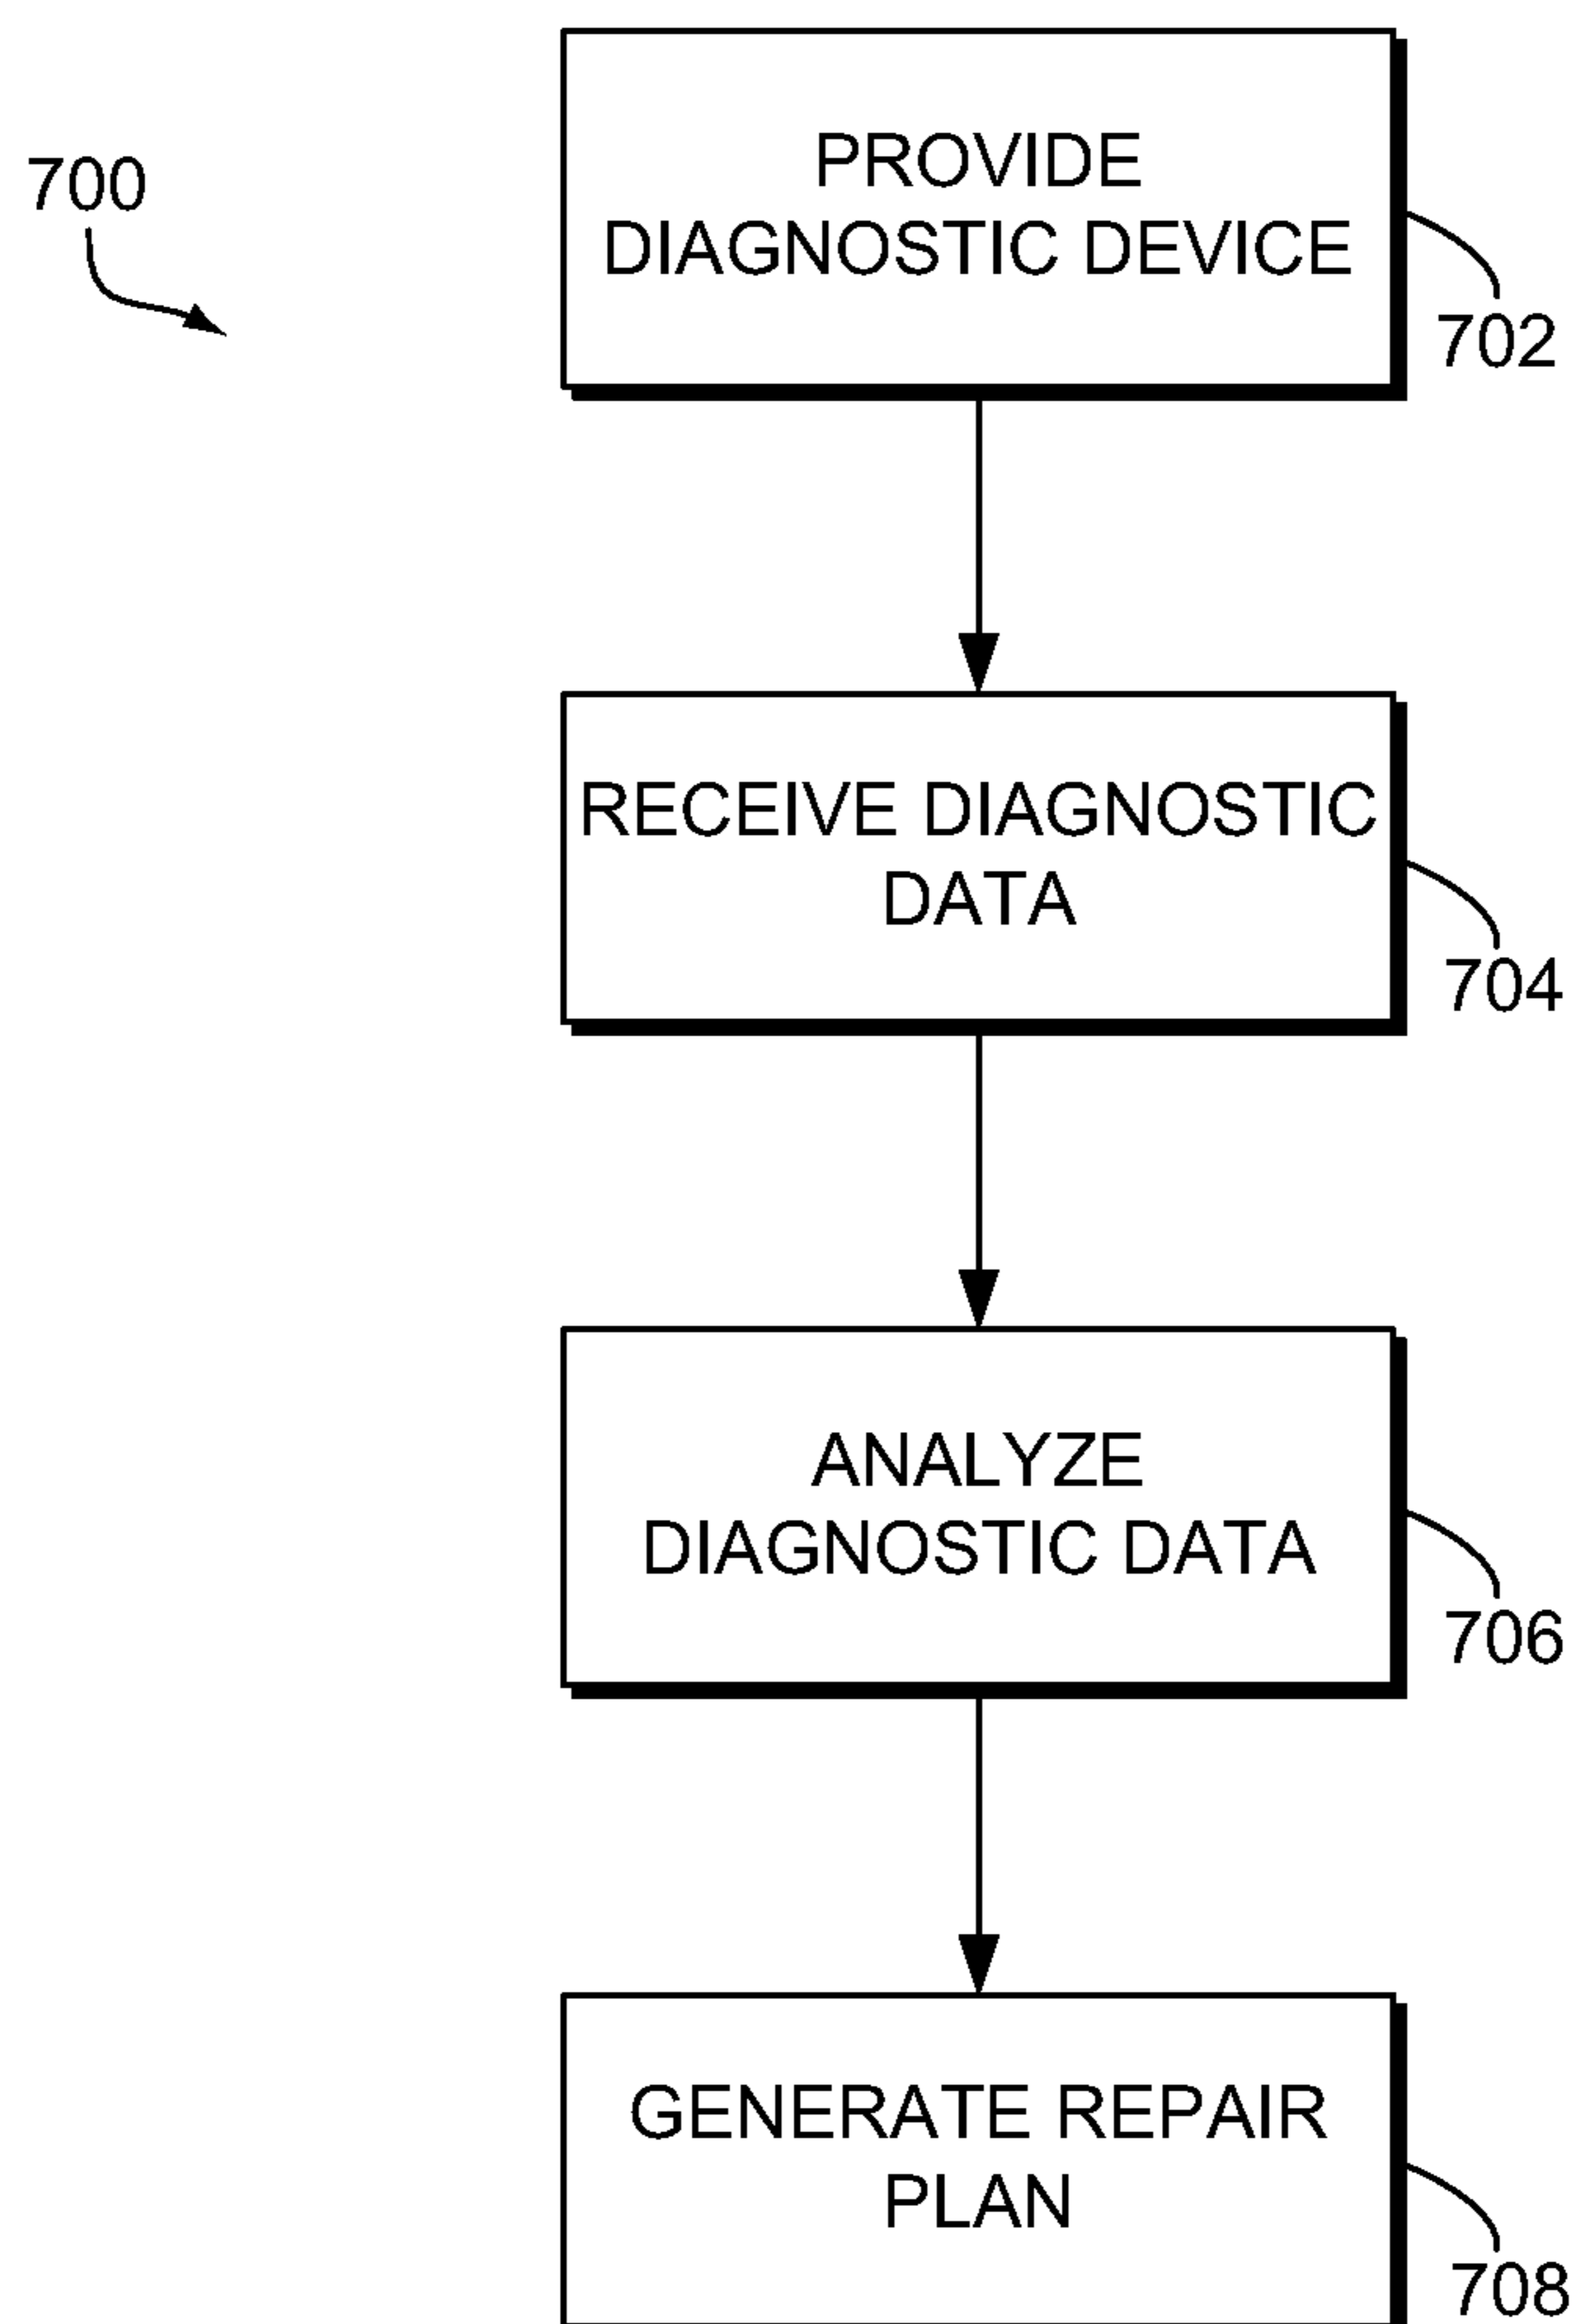 700
PROVIDE
DIAGNOSTIC DEVICE
702
RECEIVE DIAGNOSTIC
DATA
704
ANALYZE
DIAGNOSTIC DATA
706
GENERATE REPAIR
PLAN
708